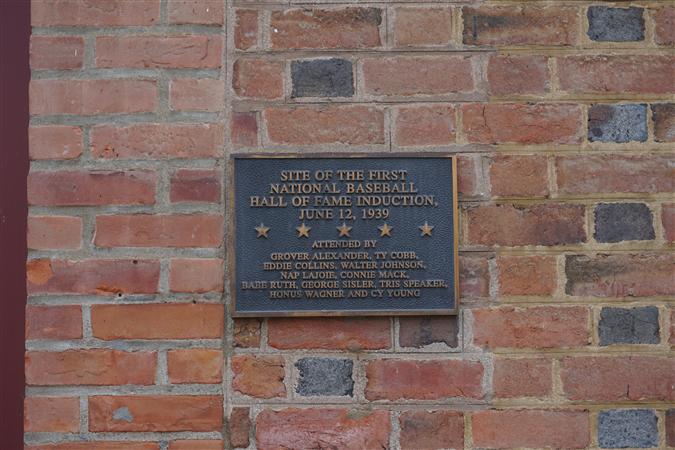 SITE OF THE FIRST
NATIONAL BASEBALL
HALL OF FAME INDUCTION,
JUNE 12, 1939
ATTENDED BY
GROVER ALEXANDER, TY COBB,
EDDIE COLLINS, WALTER JOHNSON,
NAP LAJOIE, CONNIE MACK,
BABE RUTH, GEORGE SISLER, TRIS SPEAKER,
HONUS WAGNER AND CY YOUNG